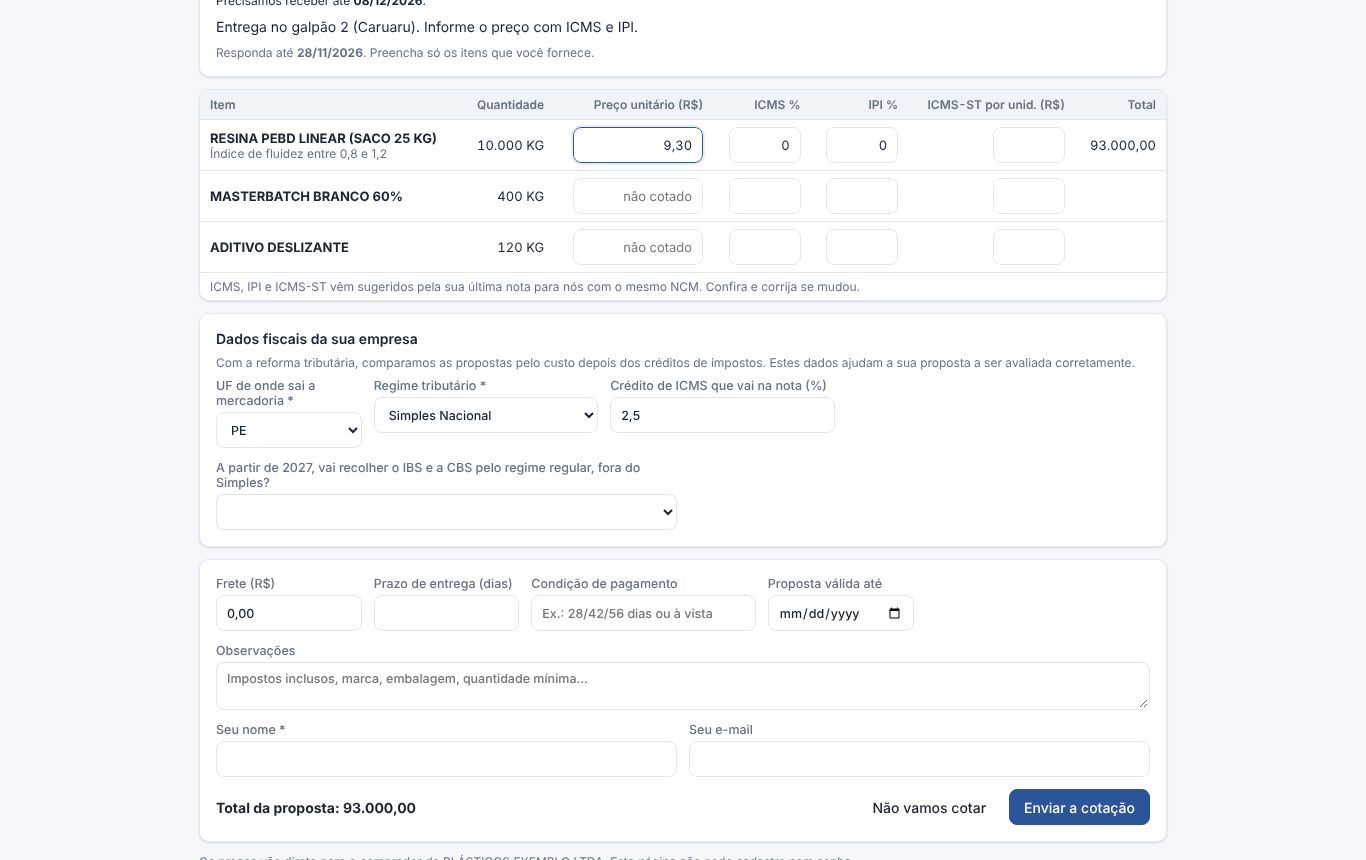 Precisamos receber até 08/12/2026.
Entrega no galpão 2 (Caruaru). Informe o preço com ICMS e IPI.
Responda até 28/11/2026. Preencha só os itens que você fornece.
Item Quantidade Preço unitário (R$) ICMS % IPI % ICMS-ST por unid. (R$) Total
RESINA PEBD LINEAR (SACO 25 KG) 10.000 KG 9,30 0 0 93.000,00
Índice de fluidez entre 0,8 e 1,2
MASTERBATCH BRANCO 60% 400 KG não cotado
ADITIVO DESLIZANTE 120 KG não cotado
ICMS, IPI e ICMS-ST vêm sugeridos pela sua última nota para nós com o mesmo NCM. Confira e corrija se mudou.
Dados fiscais da sua empresa
Com a reforma tributária, comparamos as propostas pelo custo depois dos créditos de impostos. Estes dados ajudam a sua proposta a ser avaliada corretamente.
UF de onde sai a mercadoria * Regime tributário * Crédito de ICMS que vai na nota (%)
PE Simples Nacional 2,5
A partir de 2027, vai recolher o IBS e a CBS pelo regime regular, fora do
Simples?
Frete (R$) Prazo de entrega (dias) Condição de pagamento Proposta válida até
0,00 Ex.: 28/42/56 dias ou à vista mm/dd/yyyy
Observações
Impostos inclusos, marca, embalagem, quantidade mínima...
Seu nome * Seu e-mail
Total da proposta: 93.000,00 Não vamos cotar Enviar a cotação